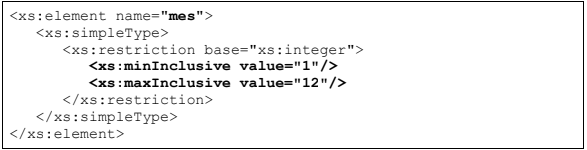 <xs:element name="mes">
   <xs:simpleType>
      <xs:restriction base="xs:integer">
         <xs:minInclusive value="1"/>
         <xs:maxInclusive value="12"/>
      </xs:restriction>
   </xs:simpleType>
</xs:element>